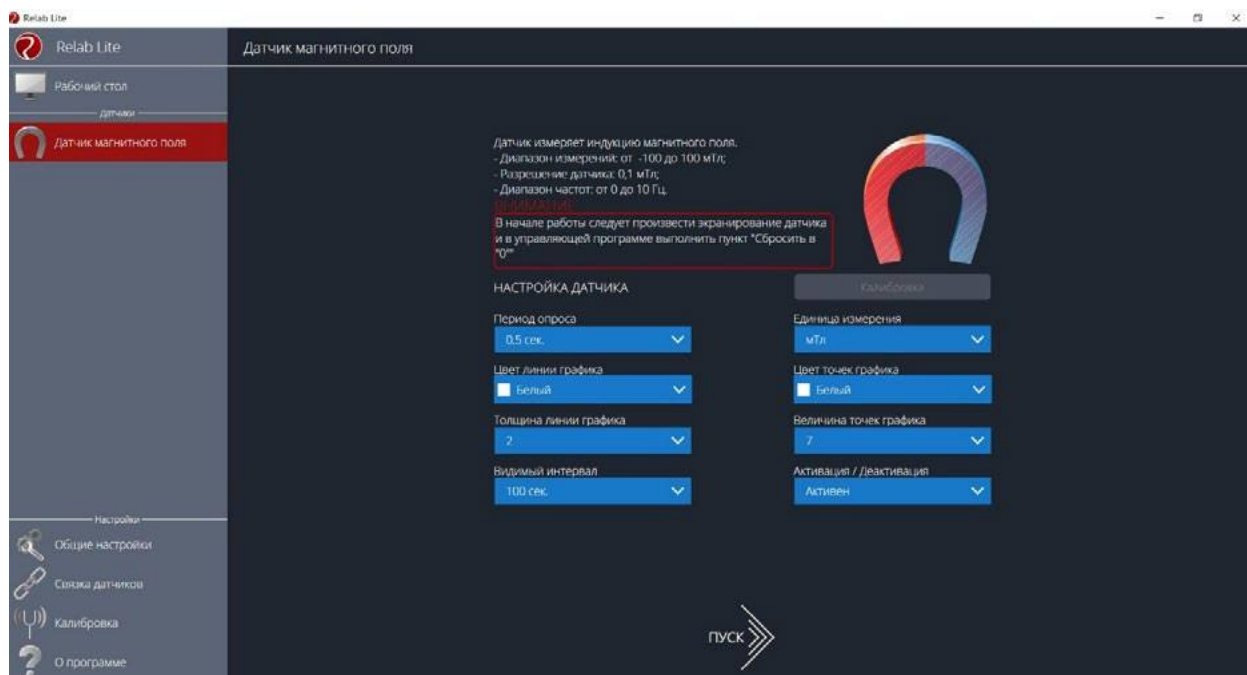 Relab Lite
Relab Lite
Датчик магнитного поля
Рабочий стол
Датчики
Датчик магнитного поля
Датчик измеряет индукцию магнитного поля.
- Диапазон измерений: от -100 до 100 мТл;
- Разрешение датчика: 0,1 мТл;
- Диапазон частот: от 0 до 10 Гц.
ВНИМАНИЕ
В начале работы следует произвести экранирование датчика
и в управляющей программе выполнить пункт "Сбросить в
"0""
НАСТРОЙКА ДАТЧИКА
Калибровка
Период опроса
Единица измерения
0,5 сек.
мТл
Цвет линии графика
Цвет точек графика
Белый
Белый
Толщина линии графика
Величина точек графика
2
7
Видимый интервал
Активация / Деактивация
100 сек.
Активен
Настройки
Общие настройки
Связка датчиков
Калибровка
О программе
ПУСК